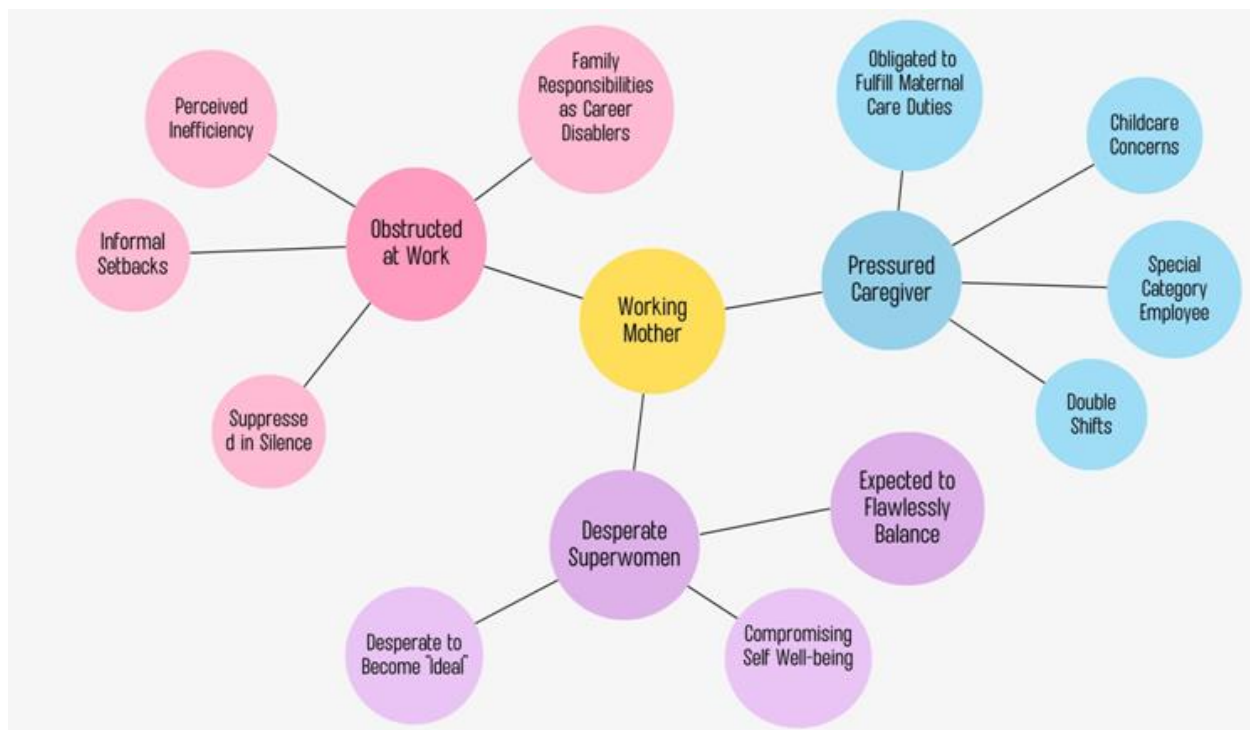 Perceived
Inefficiency
Family
Responsibilities
as Career
Disablers
Informal
Setbacks
Obstructed
at Work
Suppresse
d in Silence
Working
Mother
Obligated to
Fulfill Maternal
Care Duties
Childcare
Concerns
Pressured
Caregiver
Special
Category
Employee
Double
Shifts
Desperate
Superwomen
Expected to
Flawlessly
Balance
Desperate to
Become "Ideal"
Compromising
Self Well-being